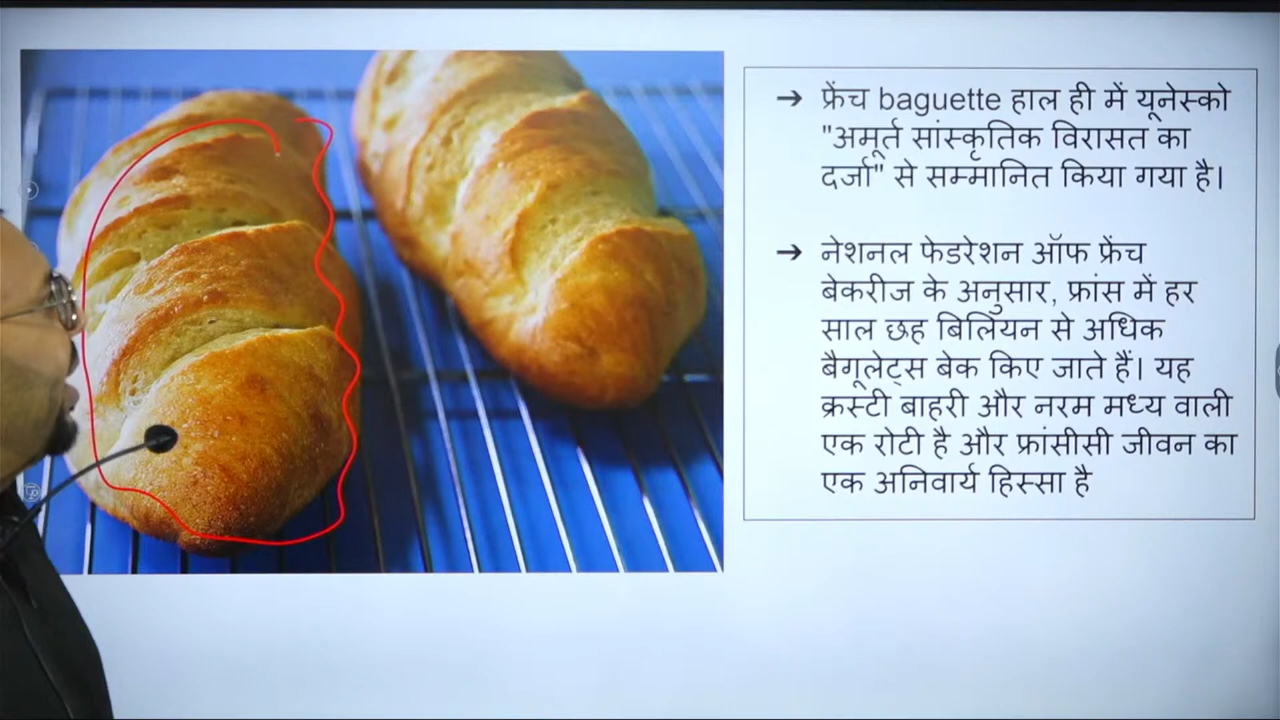 ➔ फ्रेंच baguette हाल ही में यूनेस्को
"अमूर्त सांस्कृतिक विरासत का
दर्जा" से सम्मानित किया गया है।
➔ नेशनल फेडरेशन ऑफ फ्रेंच
बेकरीज के अनुसार, फ्रांस में हर
साल छह बिलियन से अधिक
बैगूलेट्स बेक किए जाते हैं। यह
क्रस्टी बाहरी और नरम मध्य वाली
एक रोटी है और फ्रांसीसी जीवन का
एक अनिवार्य हिस्सा है